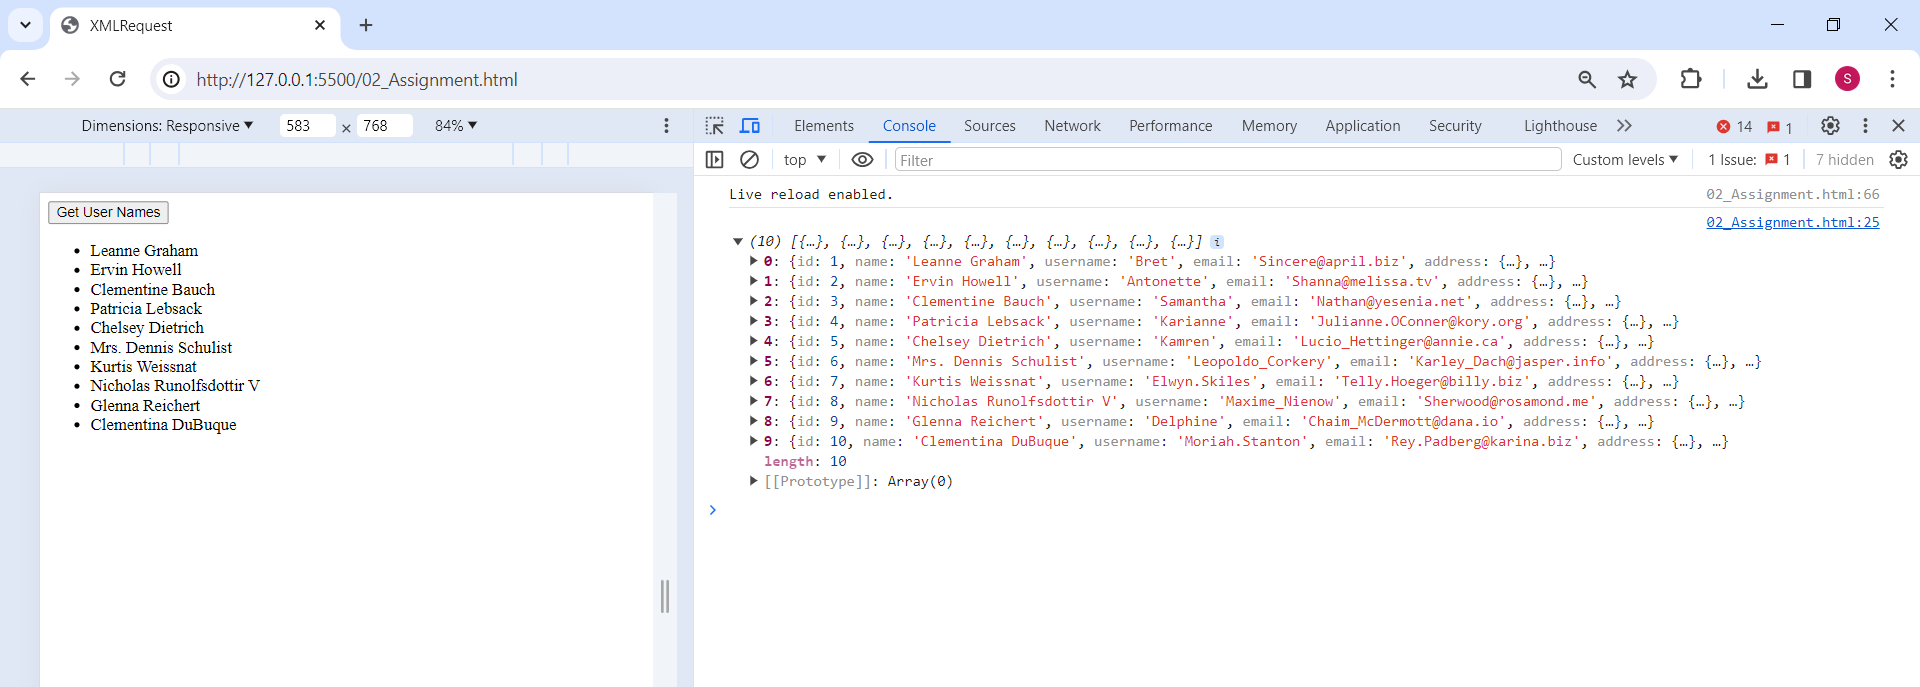 XMLRequest
http://127.0.0.1:5500/02_Assignment.html
S
Dimensions: Responsive 583 × 768 84%
Elements Console Sources Network Performance Memory Application Security Lighthouse 14 1
top Filter Custom levels 1 Issue: 1 7 hidden
Get User Names
Leanne Graham
Ervin Howell
Clementine Bauch
Patricia Lebsack
Chelsey Dietrich
Mrs. Dennis Schulist
Kurtis Weissnat
Nicholas Runolfsdottir V
Glenna Reichert
Clementina DuBuque
Live reload enabled. 02_Assignment.html:66
02_Assignment.html:25
(10) [{…}, {…}, {…}, {…}, {…}, {…}, {…}, {…}, {…}, {…}] i
0: {id: 1, name: 'Leanne Graham', username: 'Bret', email: 'Sincere@april.biz', address: {…}, …}
1: {id: 2, name: 'Ervin Howell', username: 'Antonette', email: 'Shanna@melissa.tv', address: {…}, …}
2: {id: 3, name: 'Clementine Bauch', username: 'Samantha', email: 'Nathan@yesenia.net', address: {…}, …}
3: {id: 4, name: 'Patricia Lebsack', username: 'Karianne', email: 'Julianne.OConner@kory.org', address: {…}, …}
4: {id: 5, name: 'Chelsey Dietrich', username: 'Kamren', email: 'Lucio_Hettinger@annie.ca', address: {…}, …}
5: {id: 6, name: 'Mrs. Dennis Schulist', username: 'Leopoldo_Corkery', email: 'Karley_Dach@jasper.info', address: {…}, …}
6: {id: 7, name: 'Kurtis Weissnat', username: 'Elwyn.Skiles', email: 'Telly.Hoeger@billy.biz', address: {…}, …}
7: {id: 8, name: 'Nicholas Runolfsdottir V', username: 'Maxime_Nienow', email: 'Sherwood@rosamond.me', address: {…}, …}
8: {id: 9, name: 'Glenna Reichert', username: 'Delphine', email: 'Chaim_McDermott@dana.io', address: {…}, …}
9: {id: 10, name: 'Clementina DuBuque', username: 'Moriah.Stanton', email: 'Rey.Padberg@karina.biz', address: {…}, …}
length: 10
[[Prototype]]: Array(0)